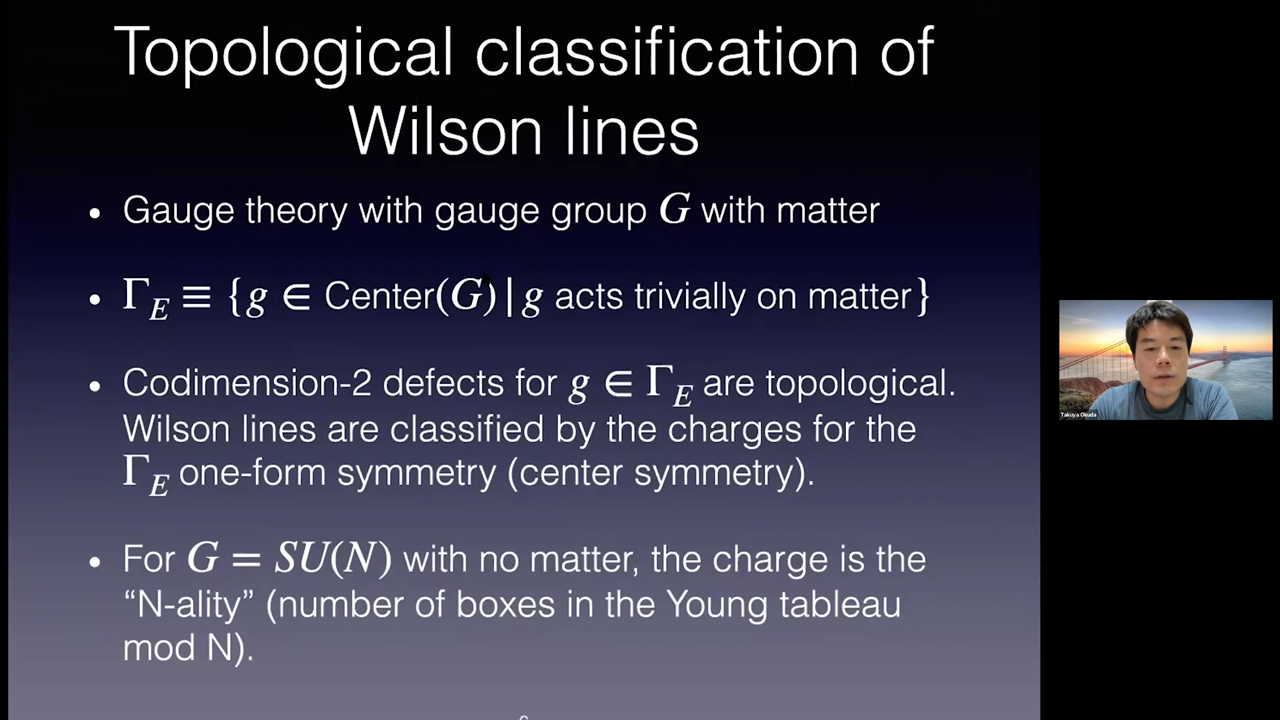 Topological classification of
Wilson lines
• Gauge theory with gauge group G with matter
• Γ_E ≡ {g ∈ Center(G) | g acts trivially on matter}
• Codimension-2 defects for g ∈ Γ_E are topological.
Wilson lines are classified by the charges for the
Γ_E one-form symmetry (center symmetry).
• For G = SU(N) with no matter, the charge is the
“N-ality” (number of boxes in the Young tableau
mod N).
Takuya Okuda